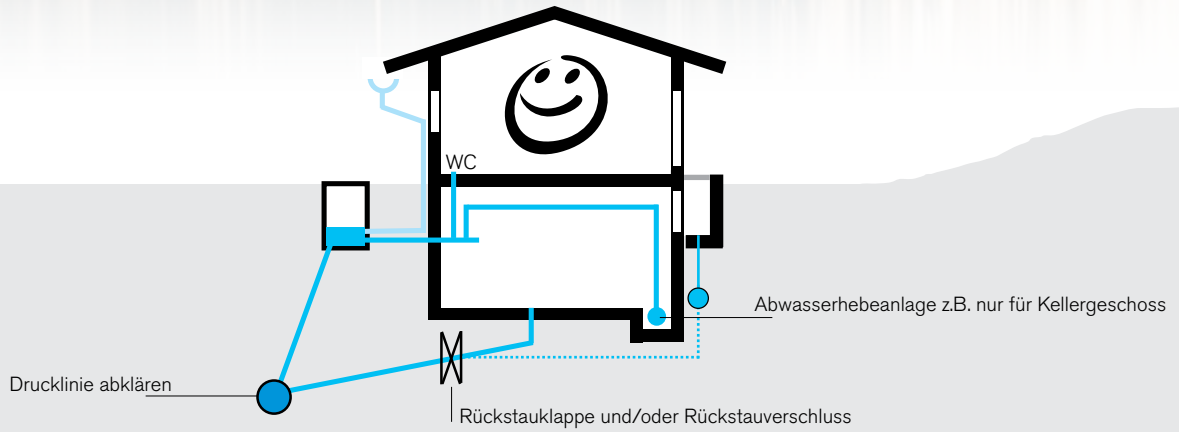 WC
Abwasserhebeanlage z.B. nur für Kellergeschoss
Drucklinie abklären
Rückstauklappe und/oder Rückstauverschluss